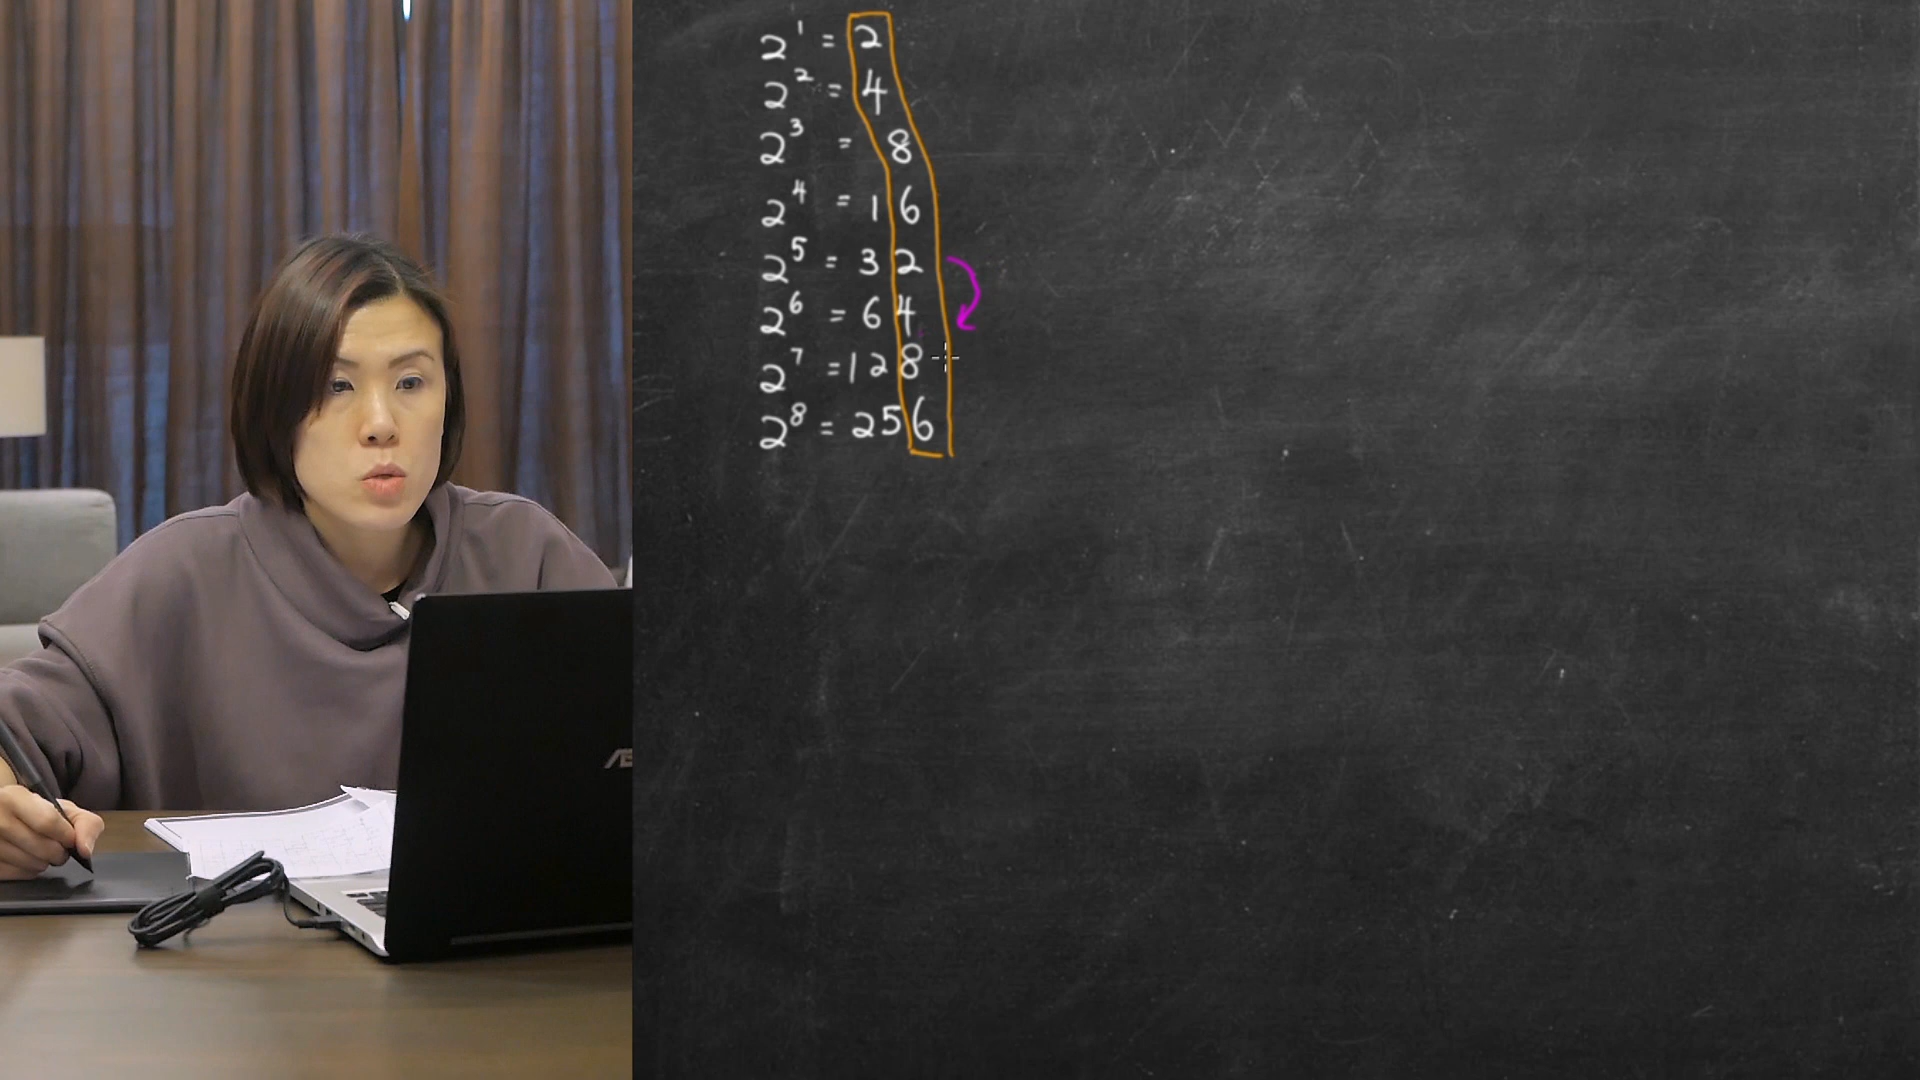 2¹ = 2
2² = 4
2³ = 8
2⁴ = 16
2⁵ = 32
2⁶ = 64
2⁷ = 128
2⁸ = 256